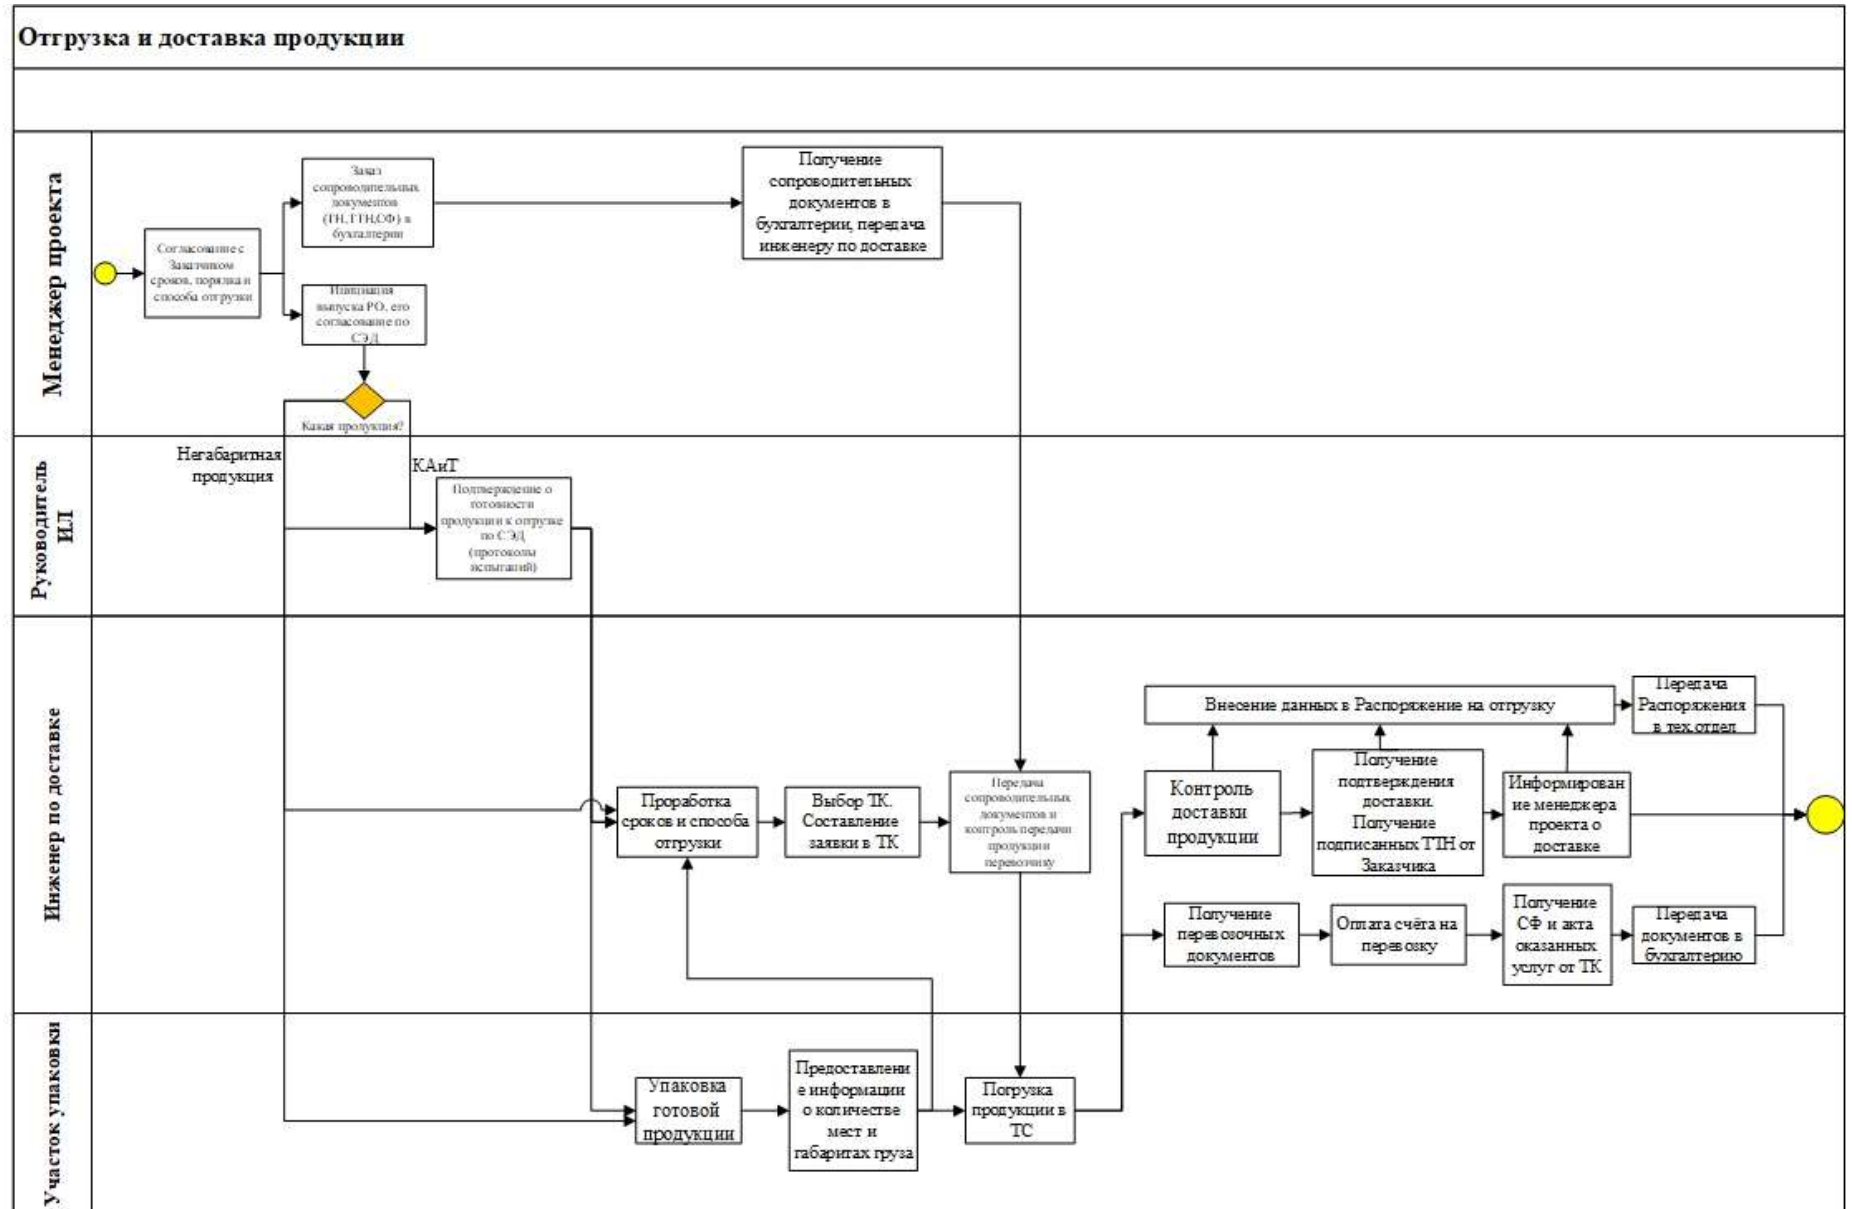 Отгрузка и доставка продукции
Менеджер проекта
Согласование с
Заказчиком
сроков, порядка и
способа отгрузки
Заказ
сопроводительных
документов
(ТН,ТТН,СФ) в
бухгалтерии
Инициация
выпуска РО, его
согласование по
СЭД
Какая продукция?
Получение
сопроводительных
документов в
бухгалтерии, передача
инженеру по доставке
Руководитель
ИЛ
Негабаритная
продукция
КАиТ
Подтверждение о
готовности
продукции к отгрузке
по СЭД
(протоколы
испытаний)
Инженер по доставке
Проработка
сроков и способа
отгрузки
Выбор ТК.
Составление
заявки в ТК
Передача
сопроводительных
документов и
контроль передачи
продукции
перевозчику
Внесение данных в Распоряжение на отгрузку
Передача
Распоряжения
в тех.отдел
Контроль
доставки
продукции
Получение
подтверждения
доставки.
Получение
подписанных ТТН от
Заказчика
Информирован
ие менеджера
проекта о
доставке
Получение
перевозочных
документов
Оплата счёта на
перевозку
Получение
СФ и акта
оказанных
услуг от ТК
Передача
документов в
бухгалтерию
Участок упаковки
Упаковка
готовой
продукции
Предоставлени
е информации
о количестве
мест и
габаритах груза
Погрузка
продукции в
ТС